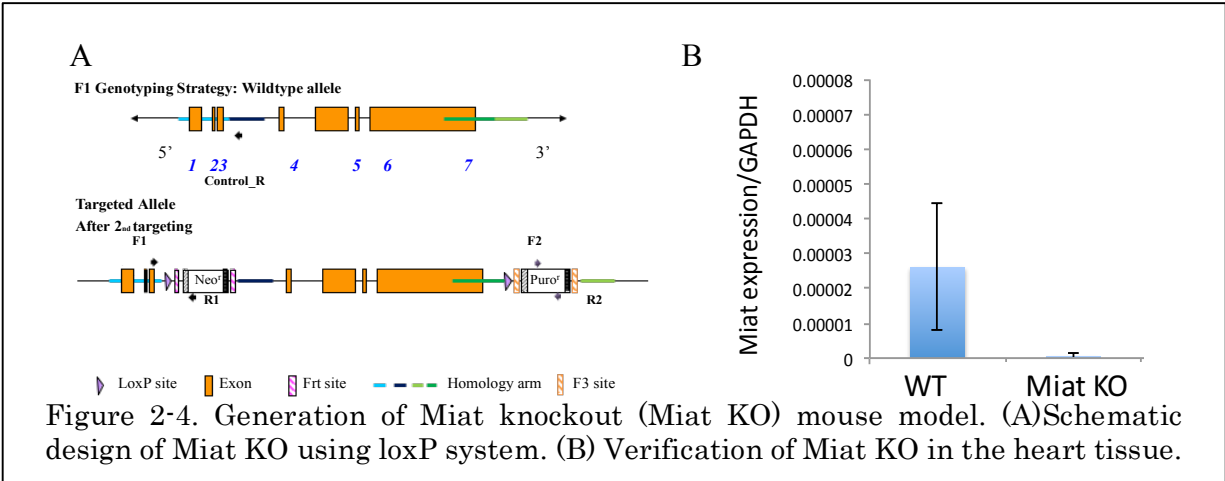 A
F1 Genotyping Strategy: Wildtype allele
5’ 3’
1 23 4 5 6 7
Control_R
Targeted Allele
After 2nd targeting
F1 F2
Neoʳ Puroʳ
R1 R2
LoxP site Exon Frt site Homology arm F3 site
B
Miat expression/GAPDH
0.00008
0.00007
0.00006
0.00005
0.00004
0.00003
0.00002
0.00001
0
WT Miat KO
Figure 2-4. Generation of Miat knockout (Miat KO) mouse model. (A)Schematic
design of Miat KO using loxP system. (B) Verification of Miat KO in the heart tissue.